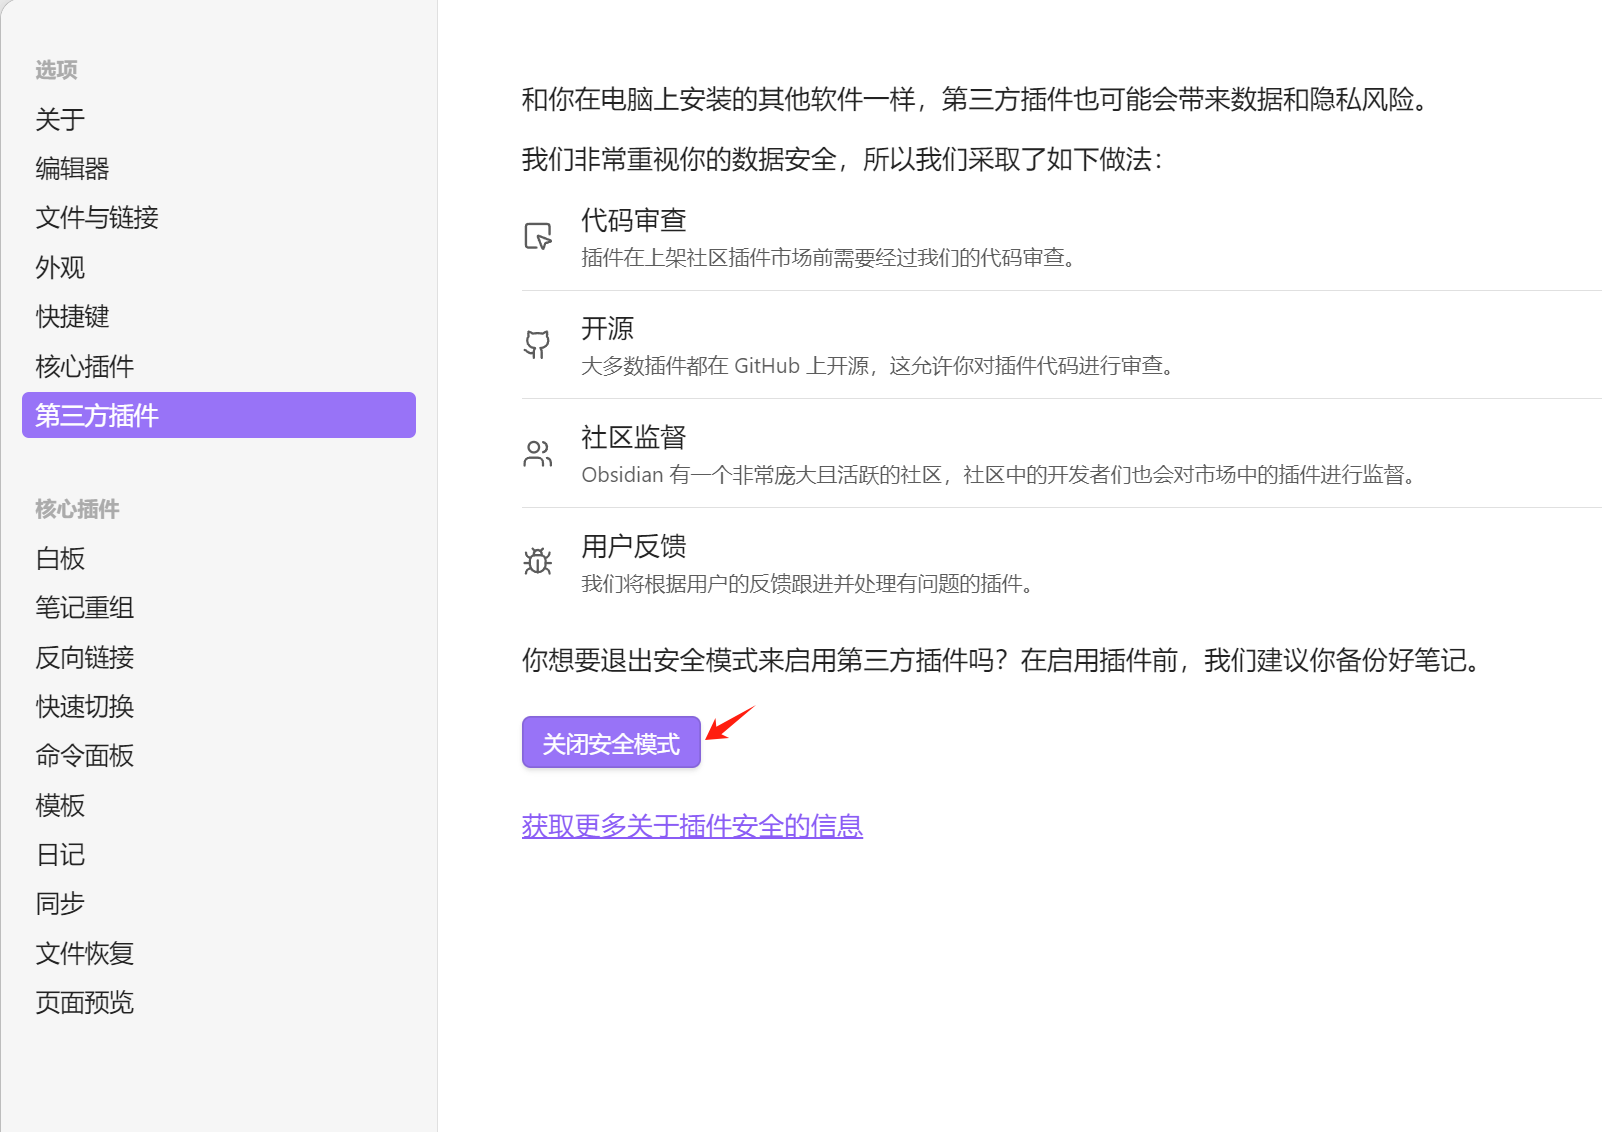 选项
关于
编辑器
文件与链接
外观
快捷键
核心插件
第三方插件
核心插件
白板
笔记重组
反向链接
快速切换
命令面板
模板
日记
同步
文件恢复
页面预览
和你在电脑上安装的其他软件一样，第三方插件也可能会带来数据和隐私风险。
我们非常重视你的数据安全，所以我们采取了如下做法：
代码审查
插件在上架社区插件市场前需要经过我们的代码审查。
开源
大多数插件都在 GitHub 上开源，这允许你对插件代码进行审查。
社区监督
Obsidian 有一个非常庞大且活跃的社区，社区中的开发者们也会对市场中的插件进行监督。
用户反馈
我们将根据用户的反馈跟进并处理有问题的插件。
你想要退出安全模式来启用第三方插件吗？在启用插件前，我们建议你备份好笔记。
关闭安全模式
获取更多关于插件安全的信息